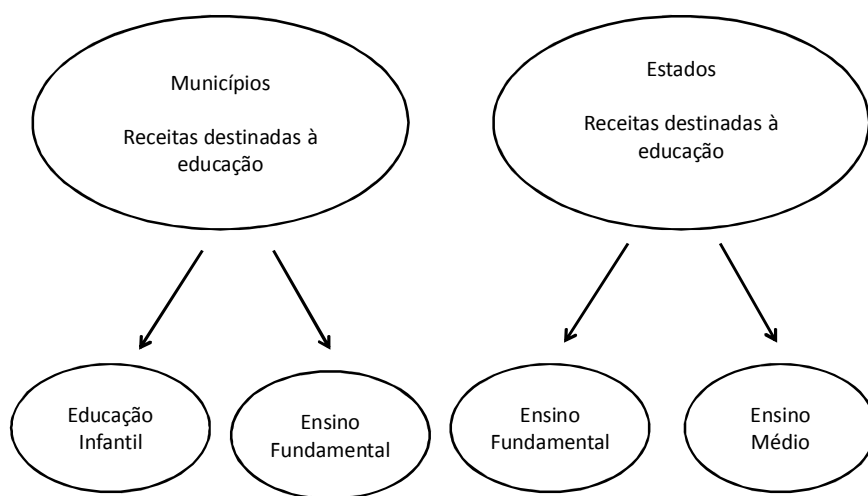 Municípios
Receitas destinadas à
educação
Estados
Receitas destinadas à
educação
Educação
Infantil
Ensino
Fundamental
Ensino
Fundamental
Ensino
Médio